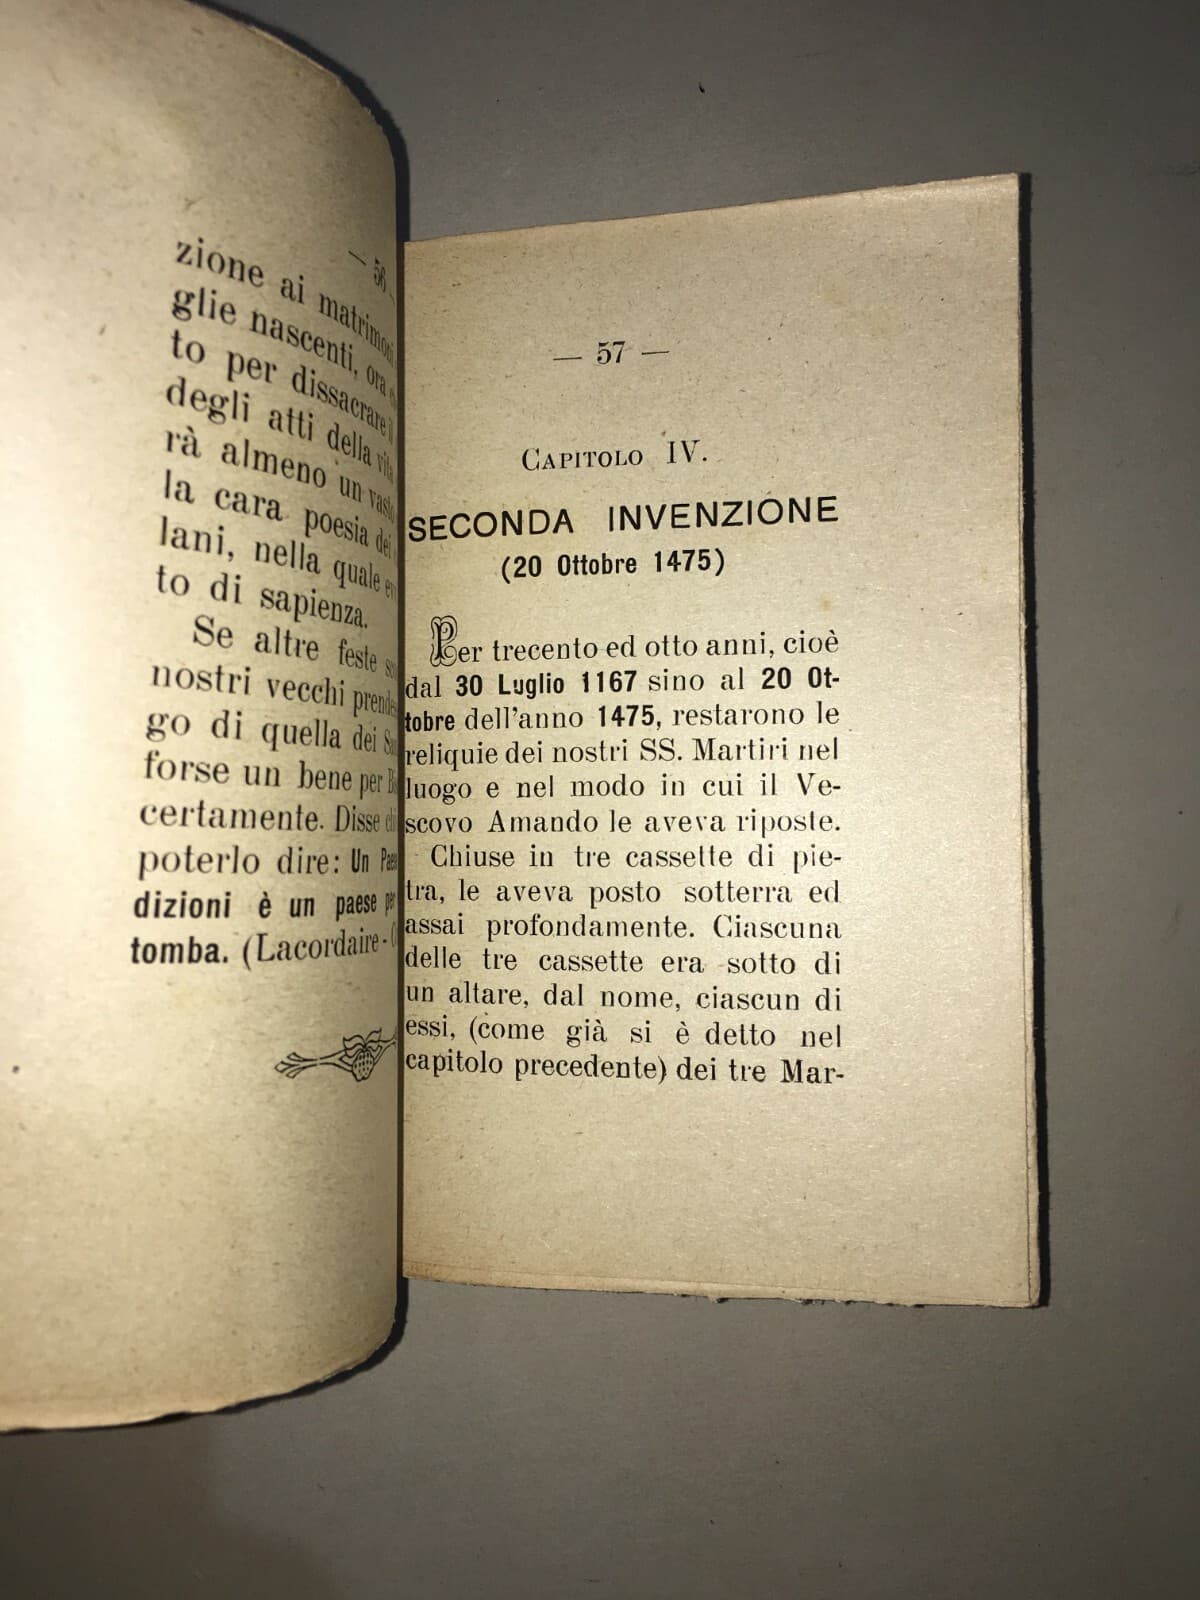 — 56 —
zione ai matrimoni
glie nascenti, ora
to per dissacrare il
degli atti della vita
rà almeno un vasto
la cara poesia dei
lani, nella quale
to di sapienza.
Se altre feste
nostri vecchi
go di quella dei
forse un bene per
certamente. Disse
poterlo dire: Un
dizioni è un paese
tomba. (Lacordaire -
— 57 —
CAPITOLO IV.
SECONDA INVENZIONE
(20 Ottobre 1475)
Per trecento ed otto anni, cioè
dal 30 Luglio 1167 sino al 20 Ot-
tobre dell'anno 1475, restarono le
reliquie dei nostri SS. Martiri nel
luogo e nel modo in cui il Ve-
scovo Amando le aveva riposte.
Chiuse in tre cassette di pie-
tra, le aveva posto sotterra ed
assai profondamente. Ciascuna
delle tre cassette era sotto di
un altare, dal nome, ciascun di
essi, (come già si è detto nel
capitolo precedente) dei tre Mar-